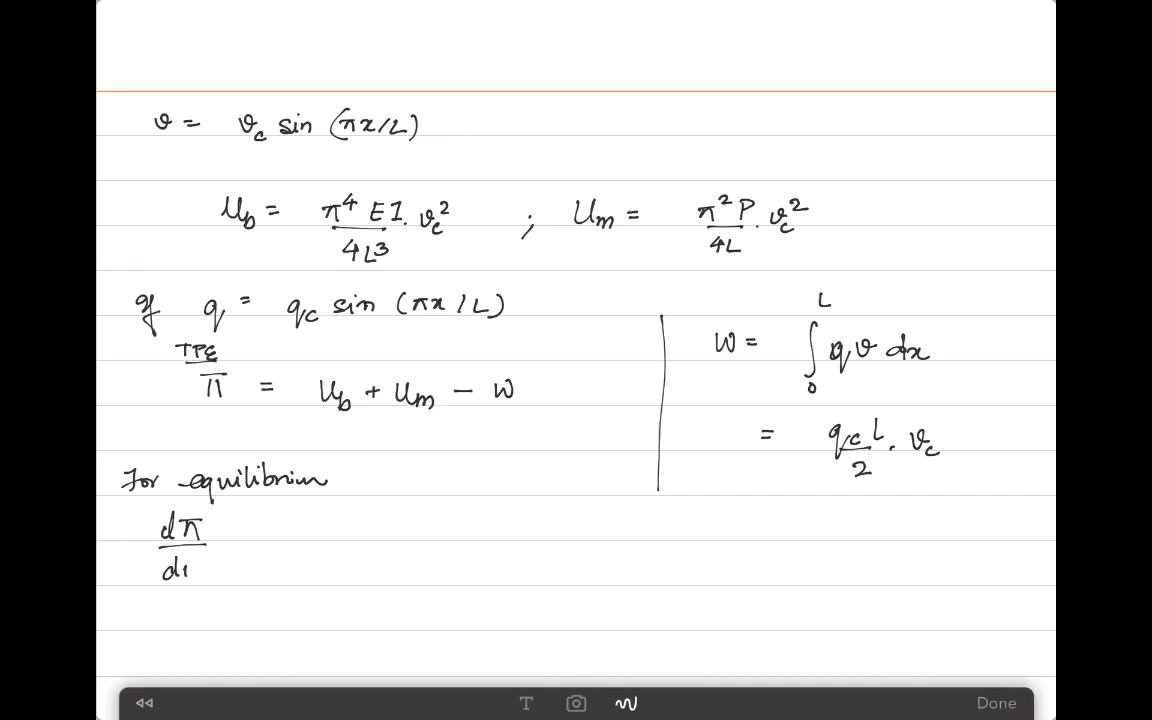 v = v_c sin (πx/L)
U_b = π⁴EI/4L³ . v_c² ; U_m = π²P/4L . v_c²
If q = q_c sin (πx/L)
TPE
Π = U_b + U_m − W
W = ∫₀ᴸ q v dx
= q_c L/2 . v_c
For equilibrium
dπ/dı
T Done